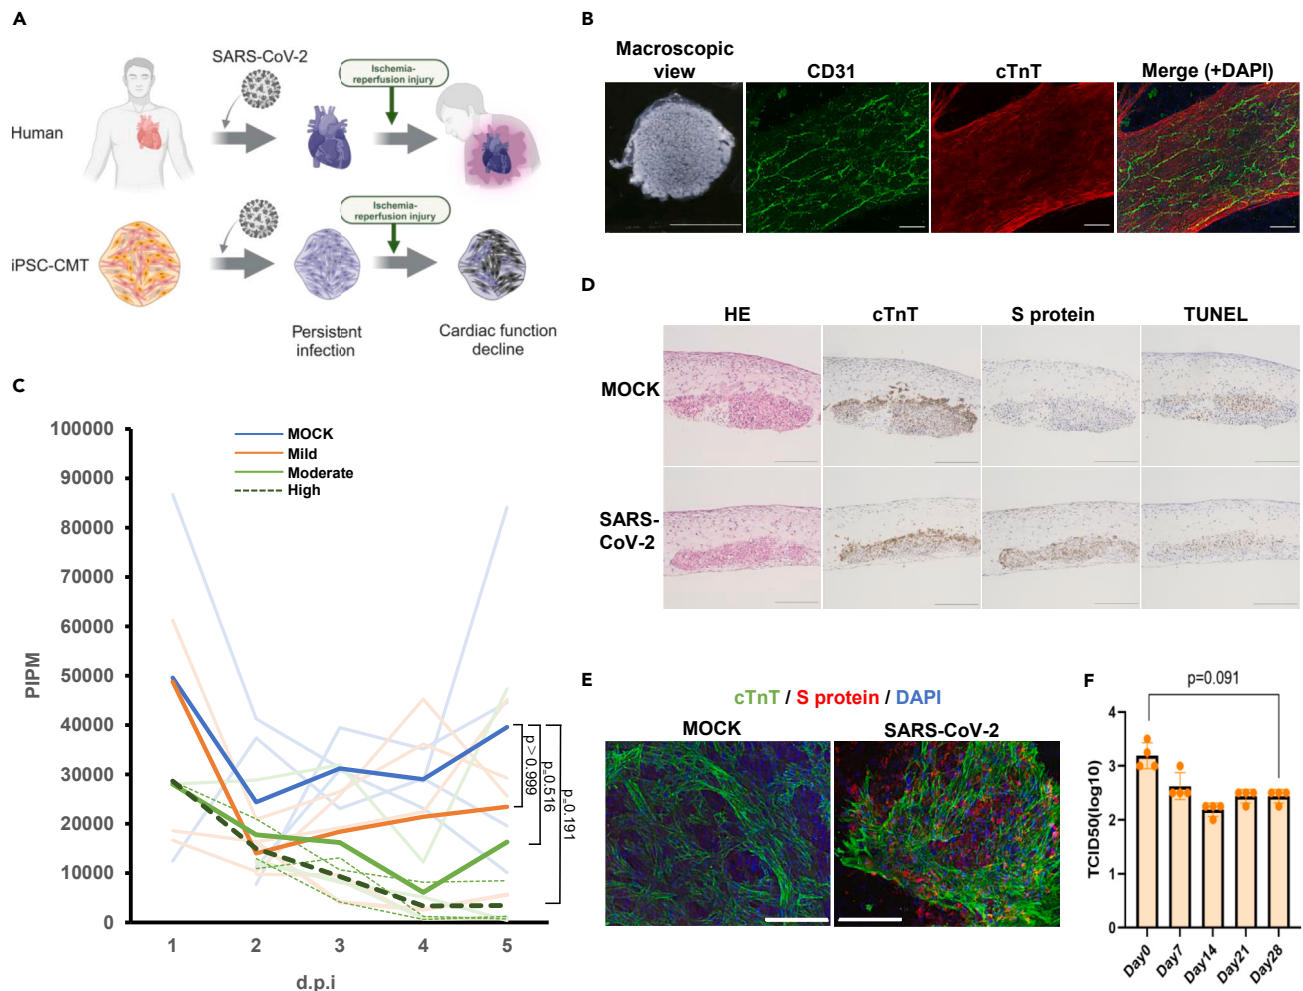 A
SARS-CoV-2
Ischemia-
reperfusion injury
Human
Ischemia-
reperfusion injury
iPSC-CMT
Persistent
infection
Cardiac function
decline
B
Macroscopic
view
CD31
cTnT
Merge (+DAPI)
C
100000
90000
80000
70000
60000
50000
40000
30000
20000
10000
0
PIPM
MOCK
Mild
Moderate
High
p > 0.999
p=0.516
p=0.191
1
2
3
4
5
d.p.i
D
HE
cTnT
S protein
TUNEL
MOCK
SARS-
CoV-2
E
cTnT / S protein / DAPI
MOCK
SARS-CoV-2
F
p=0.091
TCID50(log10)
4
3
2
1
0
Day0
Day7
Day14
Day21
Day28